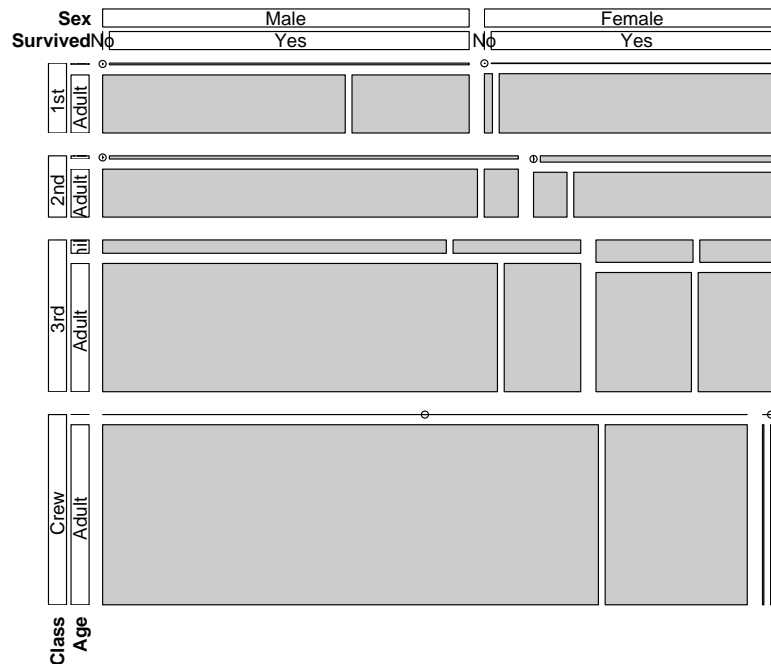 Sex Male Female
Survived No Yes No Yes
1st Adult
2nd Adult
3rd Adult
Crew Adult
Class Age